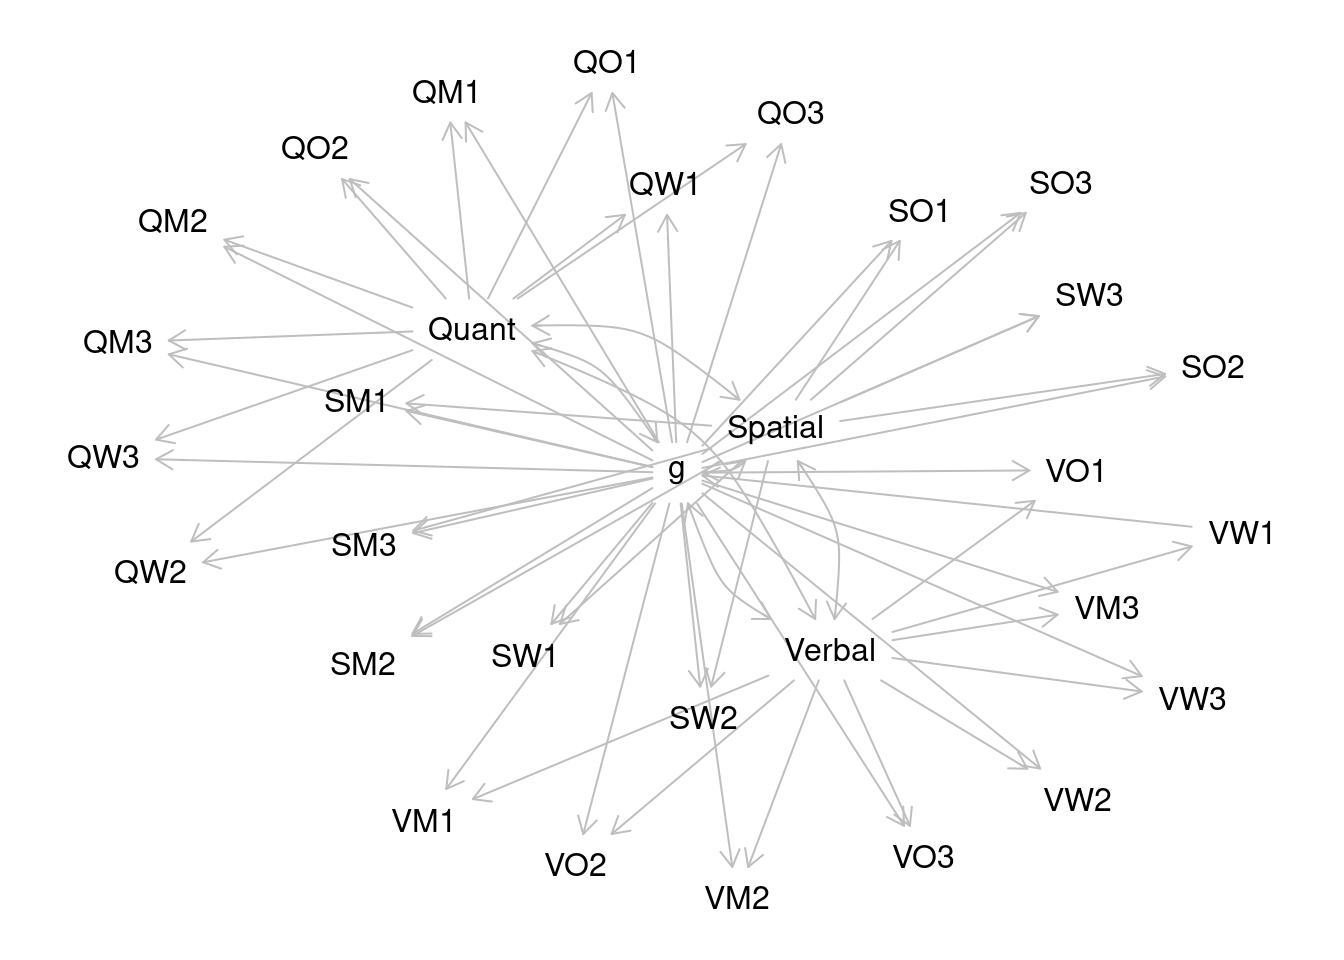 QO1
QM1
QO3
QO2
QW1
SO3
SO1
QM2
SW3
Quant
QM3
SO2
SM1
Spatial
QW3
g
VO1
VW1
SM3
QW2
VM3
Verbal
SW1
SM2
VW3
SW2
VW2
VM1
VO3
VO2
VM2